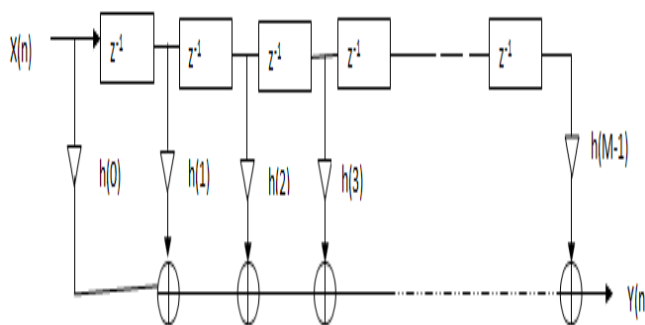 X(n)
z⁻¹
z⁻¹
z⁻¹
z⁻¹
z⁻¹
h(0)
h(1)
h(2)
h(3)
h(M-1)
Y(n